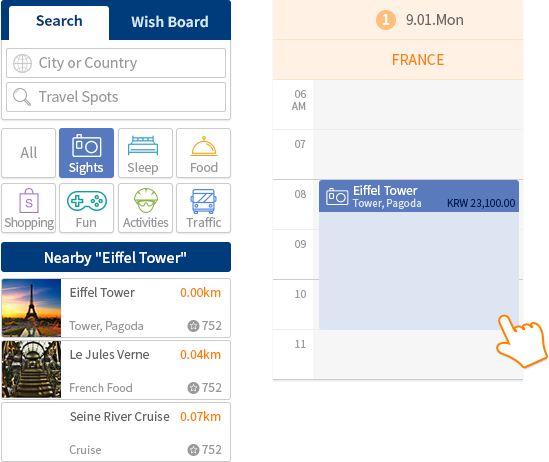 Search
Wish Board
City or Country
Travel Spots
All
Sights
Sleep
Food
Shopping
Fun
Activities
Traffic
Nearby "Eiffel Tower"
Eiffel Tower
0.00km
Tower, Pagoda
752
Le Jules Verne
0.04km
French Food
752
Seine River Cruise
0.07km
Cruise
752
1
9.01.Mon
FRANCE
06
AM
07
08
Eiffel Tower
Tower, Pagoda
KRW 23,100.00
09
10
11